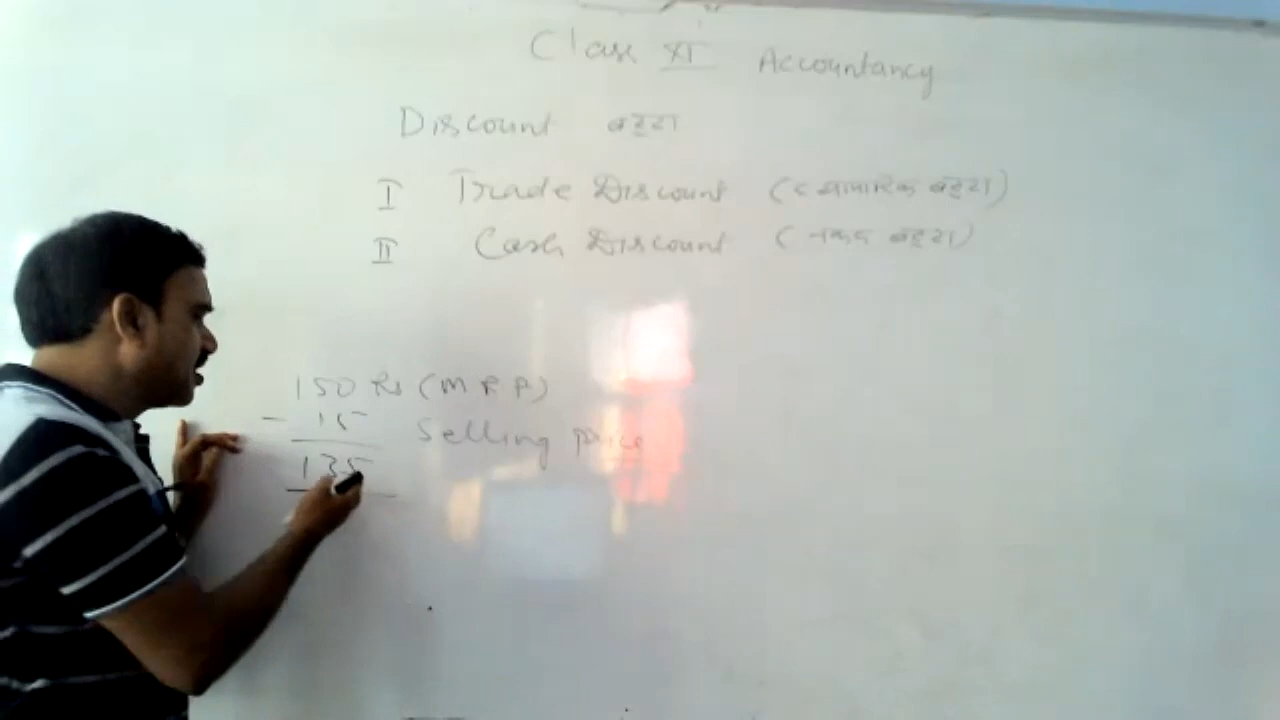 Class XI Accountancy
Discount बट्टा
I Trade Discount (व्यापारिक बट्टा)
II Cash Discount (नकद बट्टा)
150 Rs (MRP)
- 15 Selling price
135